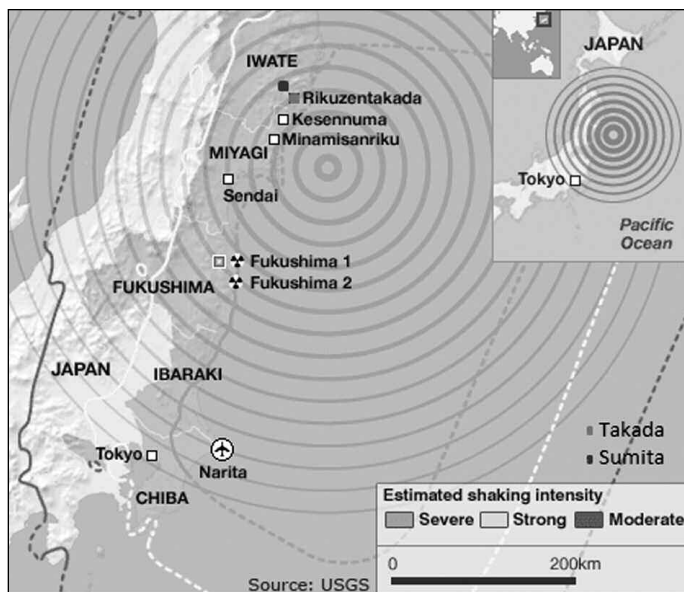 IWATE
Rikuzentakada
Kesennuma
Minamisanriku
MIYAGI
Sendai
Fukushima 1
FUKUSHIMA
Fukushima 2
JAPAN
IBARAKI
Tokyo
Narita
CHIBA
JAPAN
Tokyo
Pacific
Ocean
Takada
Sumita
Estimated shaking intensity
Severe Strong Moderate
0 200km
Source: USGS